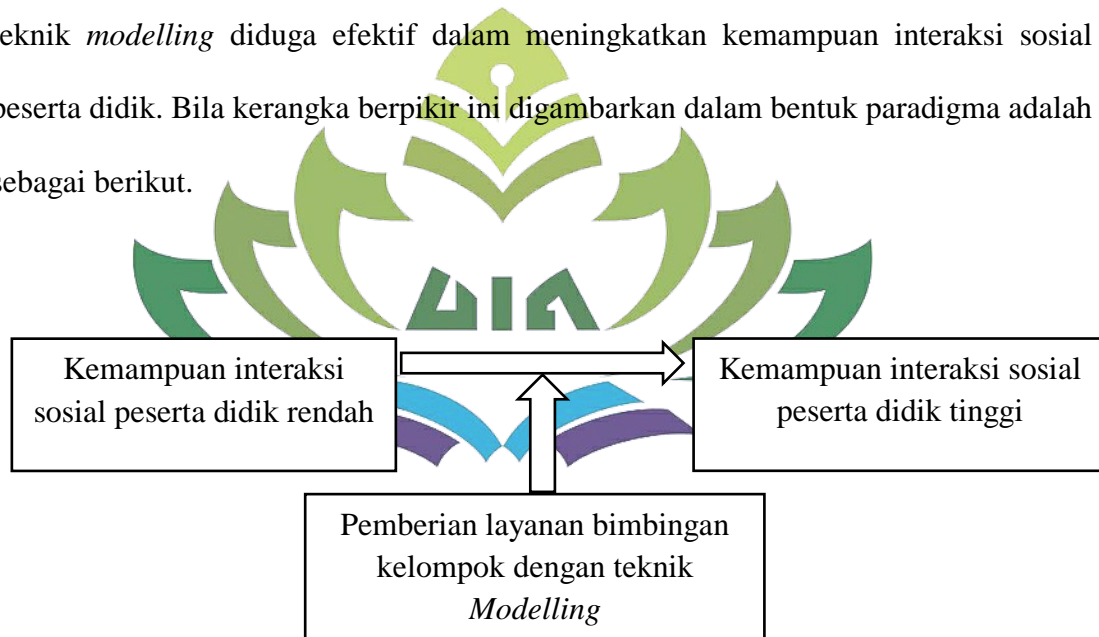 eknik modelling diduga efektif dalam meningkatkan kemampuan interaksi sosial
peserta didik. Bila kerangka berpikir ini digambarkan dalam bentuk paradigma adalah
sebagai berikut.
UIN
Kemampuan interaksi
sosial peserta didik rendah
Kemampuan interaksi sosial
peserta didik tinggi
Pemberian layanan bimbingan
kelompok dengan teknik
Modelling